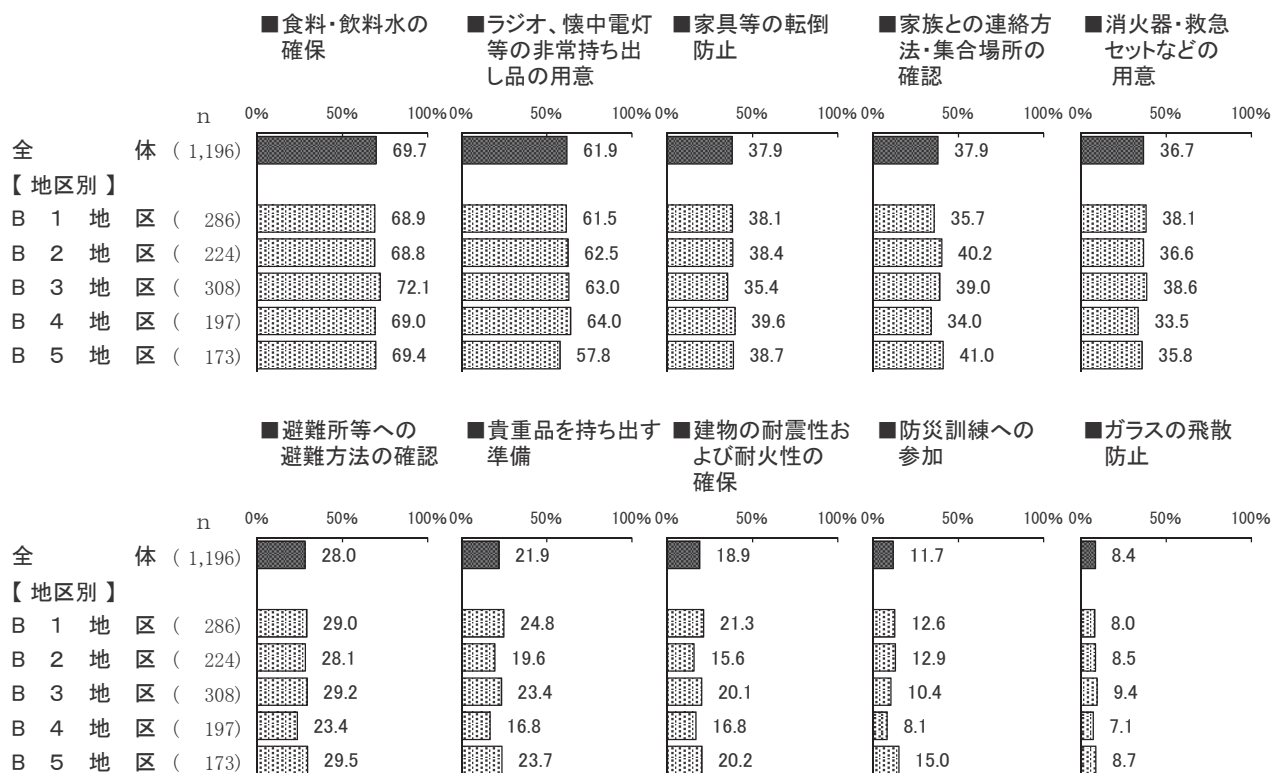 ■食料・飲料水の
確保
■ラジオ、懐中電灯
等の非常持ち出
し品の用意
■家具等の転倒
防止
■家族との連絡方
法・集合場所の
確認
■消火器・救急
セットなどの
用意
n 0% 50% 100% 0% 50% 100% 0% 50% 100% 0% 50% 100% 0% 50% 100%
全 体 ( 1,196) 69.7 61.9 37.9 37.9 36.7
【 地区別 】
B 1 地 区 ( 286) 68.9 61.5 38.1 35.7 38.1
B 2 地 区 ( 224) 68.8 62.5 38.4 40.2 36.6
B 3 地 区 ( 308) 72.1 63.0 35.4 39.0 38.6
B 4 地 区 ( 197) 69.0 64.0 39.6 34.0 33.5
B 5 地 区 ( 173) 69.4 57.8 38.7 41.0 35.8
■避難所等への
避難方法の確認
■貴重品を持ち出す
準備
■建物の耐震性お
よび耐火性の
確保
■防災訓練への
参加
■ガラスの飛散
防止
n 0% 50% 100% 0% 50% 100% 0% 50% 100% 0% 50% 100% 0% 50% 100%
全 体 ( 1,196) 28.0 21.9 18.9 11.7 8.4
【 地区別 】
B 1 地 区 ( 286) 29.0 24.8 21.3 12.6 8.0
B 2 地 区 ( 224) 28.1 19.6 15.6 12.9 8.5
B 3 地 区 ( 308) 29.2 23.4 20.1 10.4 9.4
B 4 地 区 ( 197) 23.4 16.8 16.8 8.1 7.1
B 5 地 区 ( 173) 29.5 23.7 20.2 15.0 8.7